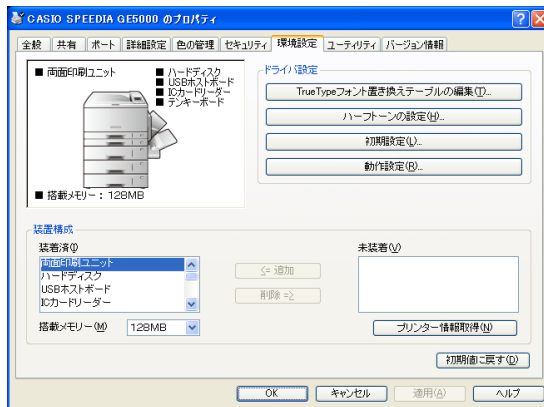 CASIO SPEEDIA GE5000 のプロパティ
全般 共有 ポート 詳細設定 色の管理 セキュリティ 環境設定 ユーティリティ バージョン情報
■ 両面印刷ユニット
■ ハードディスク
■ USBホストボード
■ ICカードリーダー
■ テンキーボード
■ 搭載メモリー : 128MB
ドライバ設定
TrueTypeフォント置き換えテーブルの編集(T)...
ハーフトーンの設定(H)...
初期設定(L)...
動作設定(R)...
装置構成
装着済(I)
両面印刷ユニット
ハードディスク
USBホストボード
ICカードリーダー
<= 追加
削除 =>
未装着(V)
搭載メモリー(M) 128MB
プリンター情報取得(N)
初期値に戻す(D)
OK キャンセル 適用(A) ヘルプ